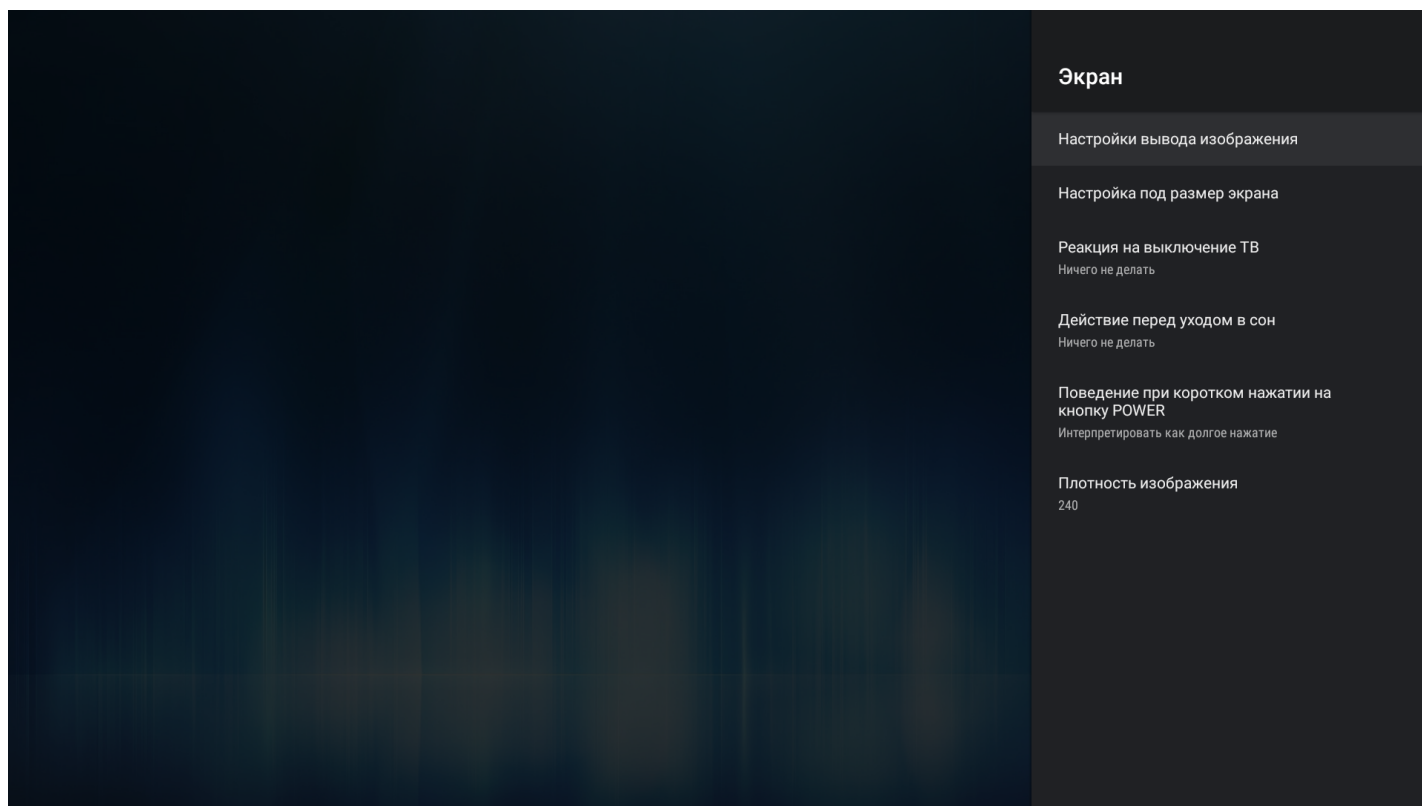 Экран
Настройки вывода изображения
Настройка под размер экрана
Реакция на выключение ТВ
Ничего не делать
Действие перед уходом в сон
Ничего не делать
Поведение при коротком нажатии на
кнопку POWER
Интерпретировать как долгое нажатие
Плотность изображения
240